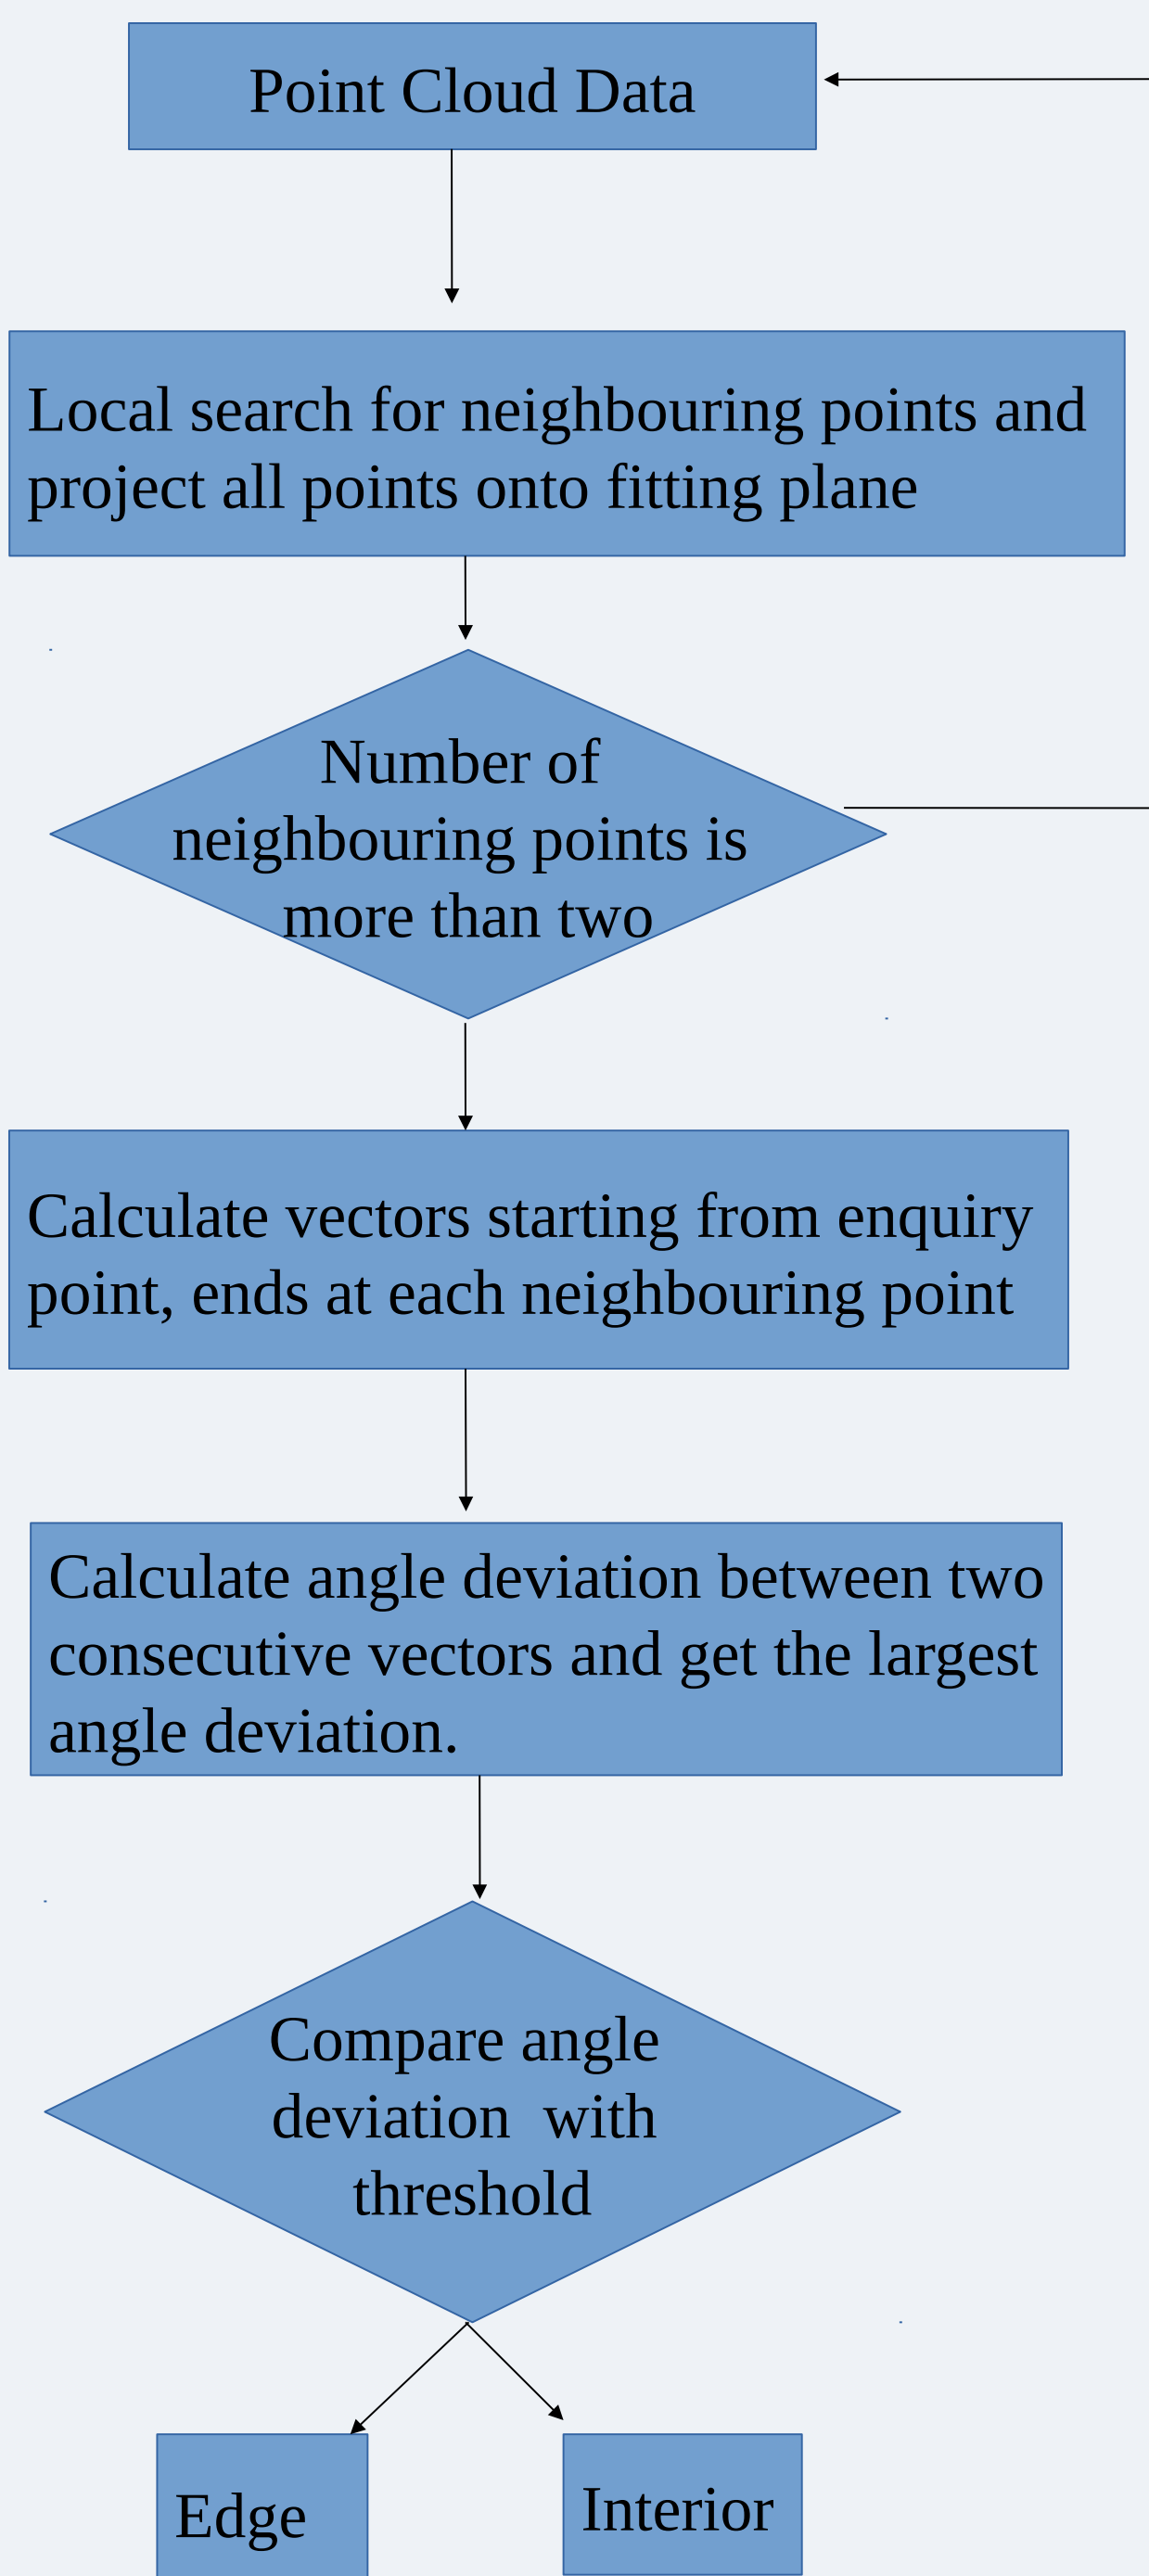 Point Cloud Data
Local search for neighbouring points and
project all points onto fitting plane
Number of
neighbouring points is
more than two
Calculate vectors starting from enquiry
point, ends at each neighbouring point
Calculate angle deviation between two
consecutive vectors and get the largest
angle deviation.
Compare angle
deviation  with
threshold
Edge
Interior